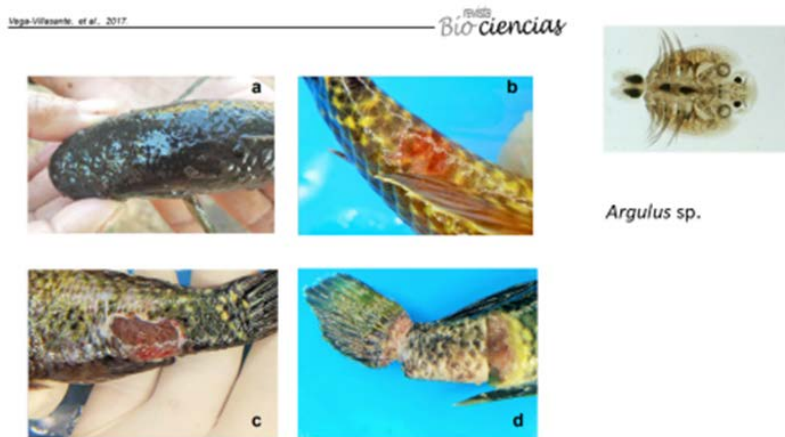 Vega-Villasante, et al., 2017.
revista
Bio ciencias
a
b
Argulus sp.
c
d